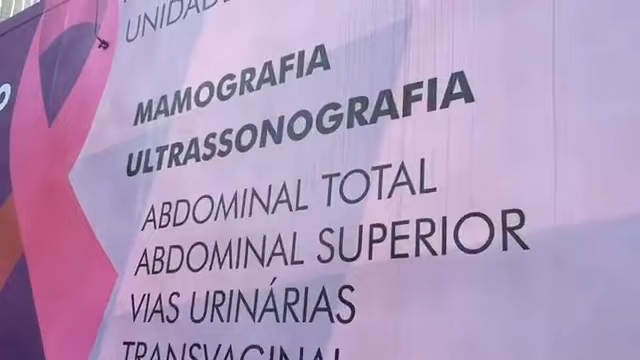 UNIDADE
MAMOGRAFIA
ULTRASSONOGRAFIA
ABDOMINAL TOTAL
ABDOMINAL SUPERIOR
VIAS URINÁRIAS
TRANSVAGINAL